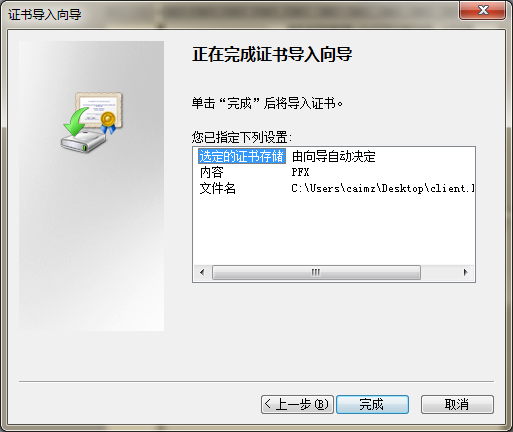 证书导入向导
正在完成证书导入向导
单击“完成”后将导入证书。
您已指定下列设置:
选定的证书存储 由向导自动决定
内容 PFX
文件名 C:\Users\caimz\Desktop\client.
< 上一步(B) 完成 取消